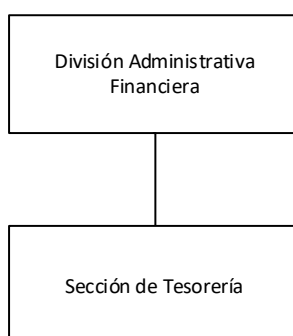 División Administrativa
Financiera
Sección de Tesorería